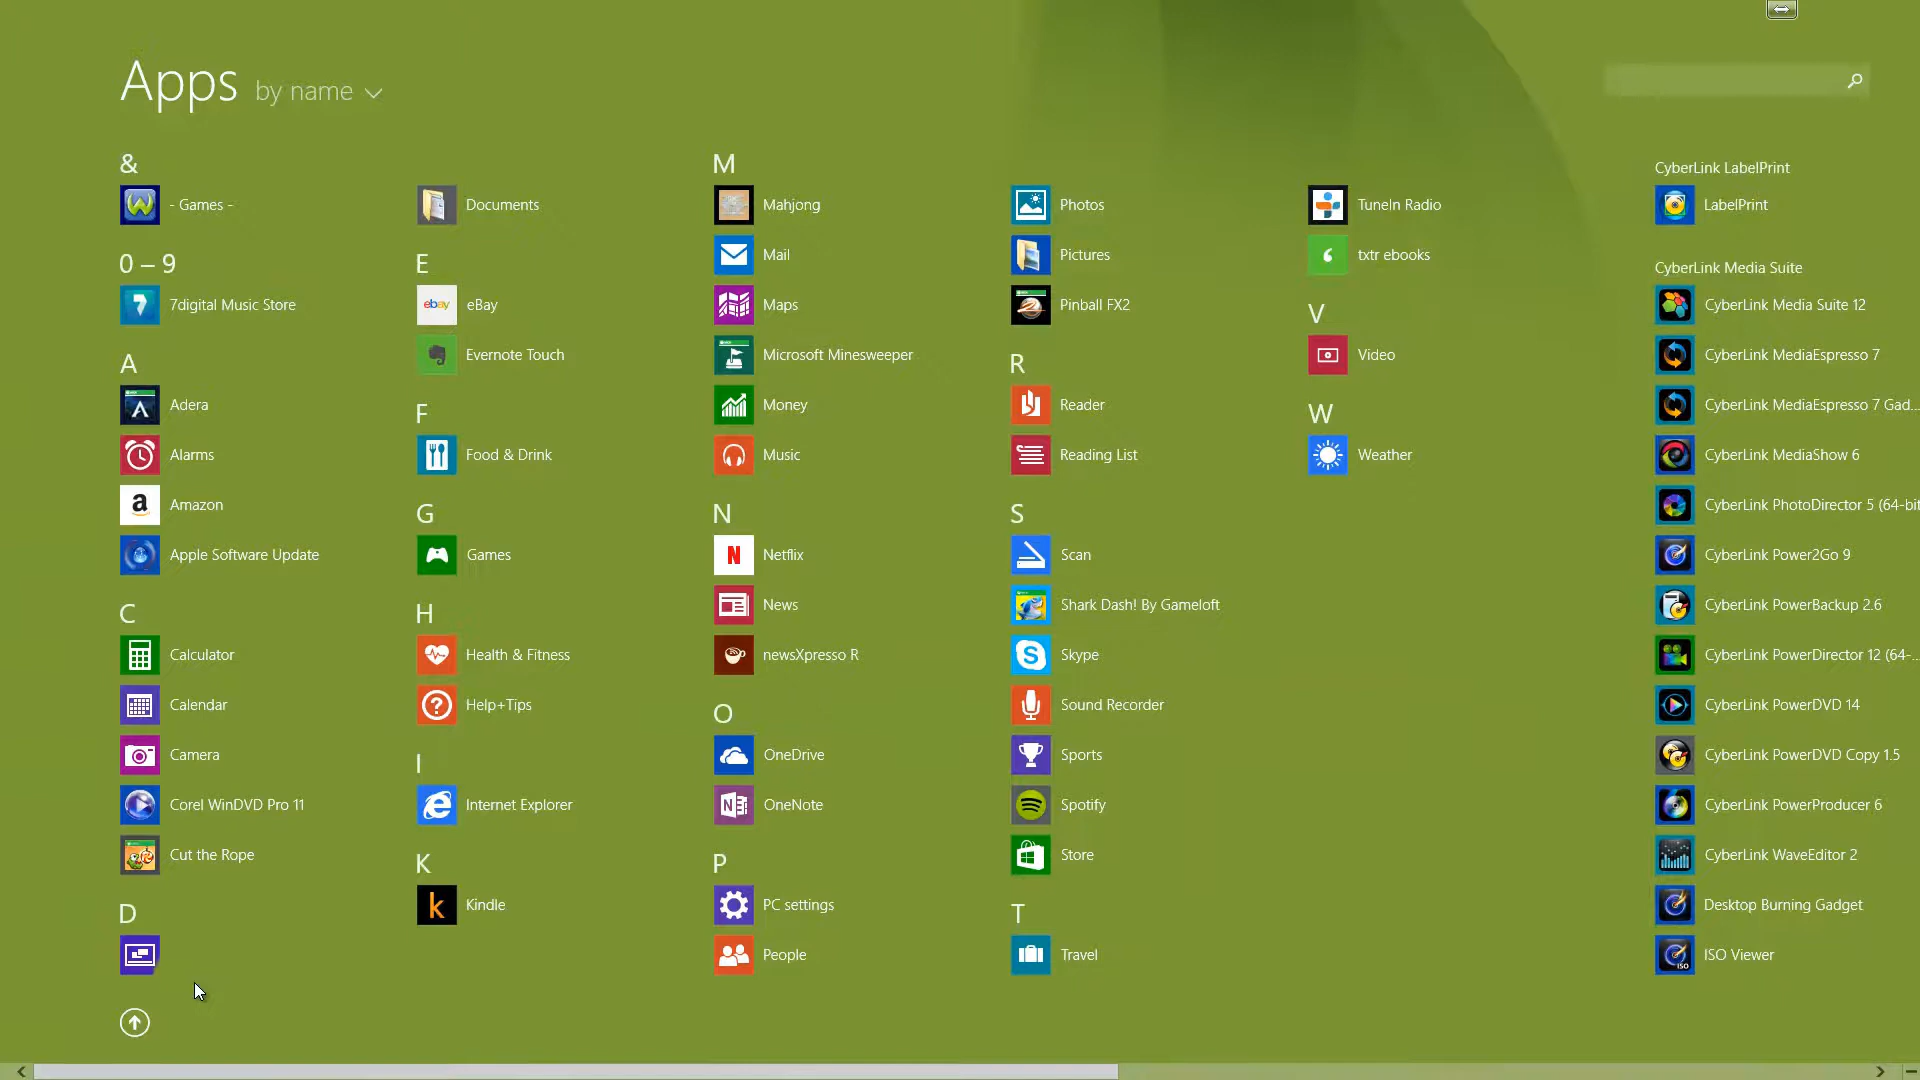 Apps by name
&
- Games -
0 – 9
7digital Music Store
A
Adera
Alarms
Amazon
Apple Software Update
C
Calculator
Calendar
Camera
Corel WinDVD Pro 11
Cut the Rope
D
Documents
E
eBay
Evernote Touch
F
Food & Drink
G
Games
H
Health & Fitness
Help+Tips
I
Internet Explorer
K
Kindle
M
Mahjong
Mail
Maps
Microsoft Minesweeper
Money
Music
N
Netflix
News
newsXpresso R
O
OneDrive
OneNote
P
PC settings
People
Photos
Pictures
Pinball FX2
R
Reader
Reading List
S
Scan
Shark Dash! By Gameloft
Skype
Sound Recorder
Sports
Spotify
Store
T
Travel
TuneIn Radio
txtr ebooks
V
Video
W
Weather
CyberLink LabelPrint
LabelPrint
CyberLink Media Suite
CyberLink Media Suite 12
CyberLink MediaEspresso 7
CyberLink MediaEspresso 7 Gad...
CyberLink MediaShow 6
CyberLink PhotoDirector 5 (64-bit
CyberLink Power2Go 9
CyberLink PowerBackup 2.6
CyberLink PowerDirector 12 (64-...
CyberLink PowerDVD 14
CyberLink PowerDVD Copy 1.5
CyberLink PowerProducer 6
CyberLink WaveEditor 2
Desktop Burning Gadget
ISO Viewer